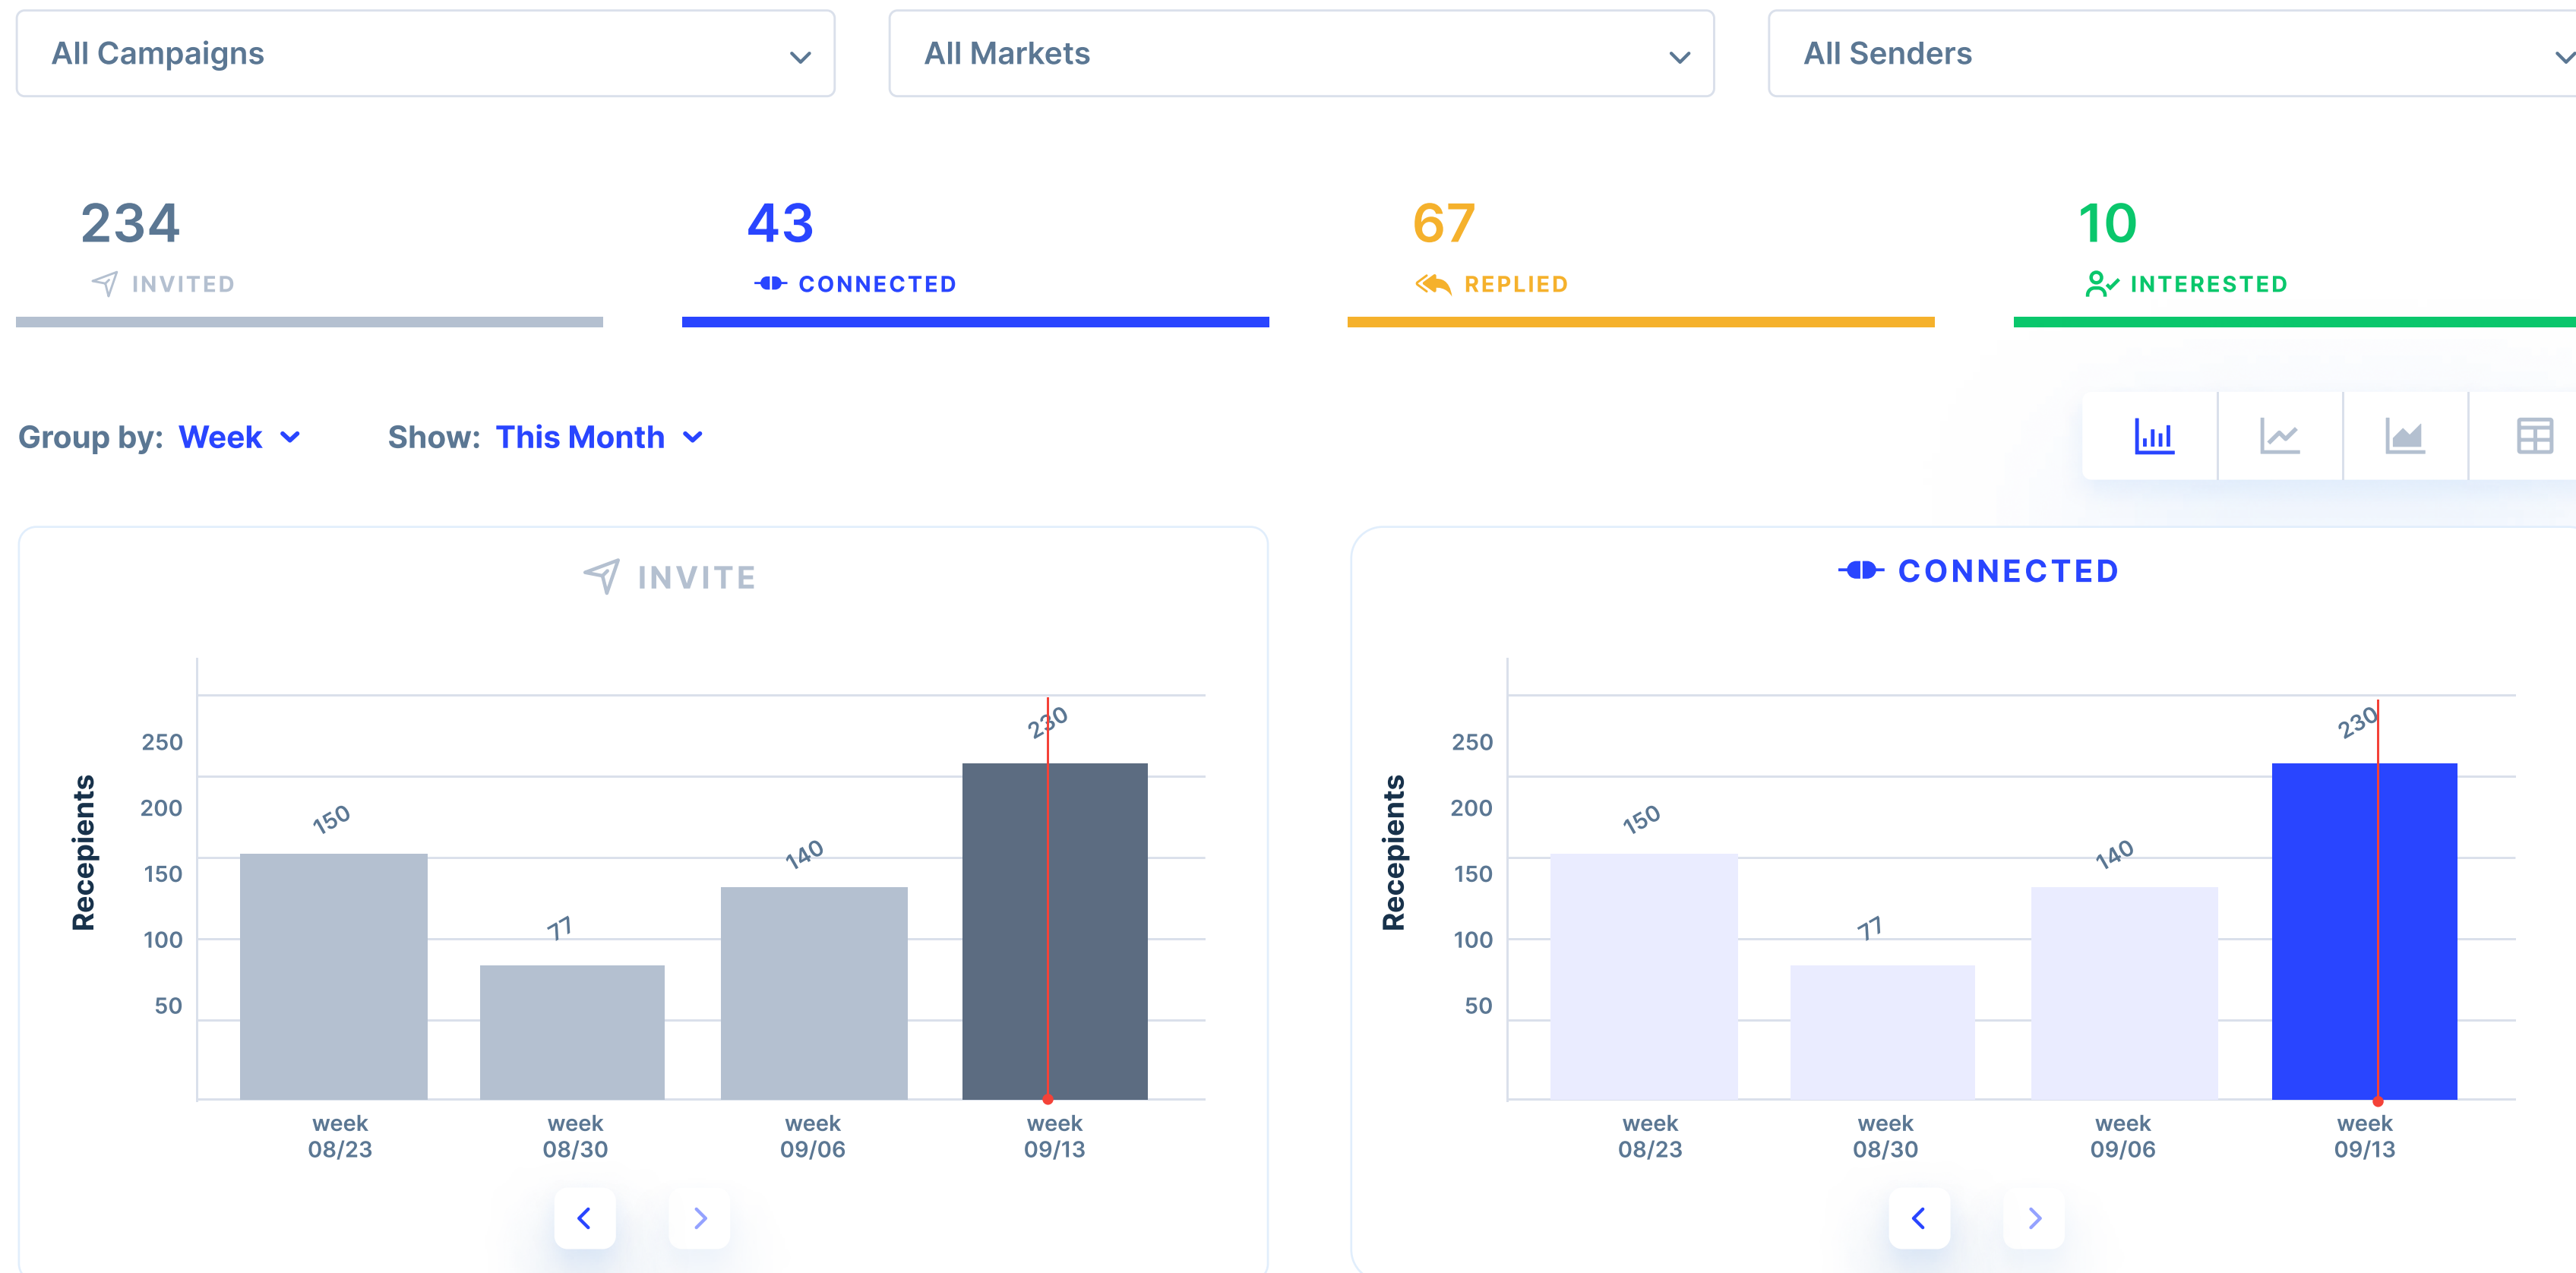 All Campaigns
All Markets
All Senders
234
INVITED
43
CONNECTED
67
REPLIED
10
INTERESTED
Group by: Week
Show: This Month
INVITE
Recepients
250
200
150
100
50
150
77
140
230
week
08/23
week
08/30
week
09/06
week
09/13
CONNECTED
Recepients
250
200
150
100
50
150
77
140
230
week
08/23
week
08/30
week
09/06
week
09/13